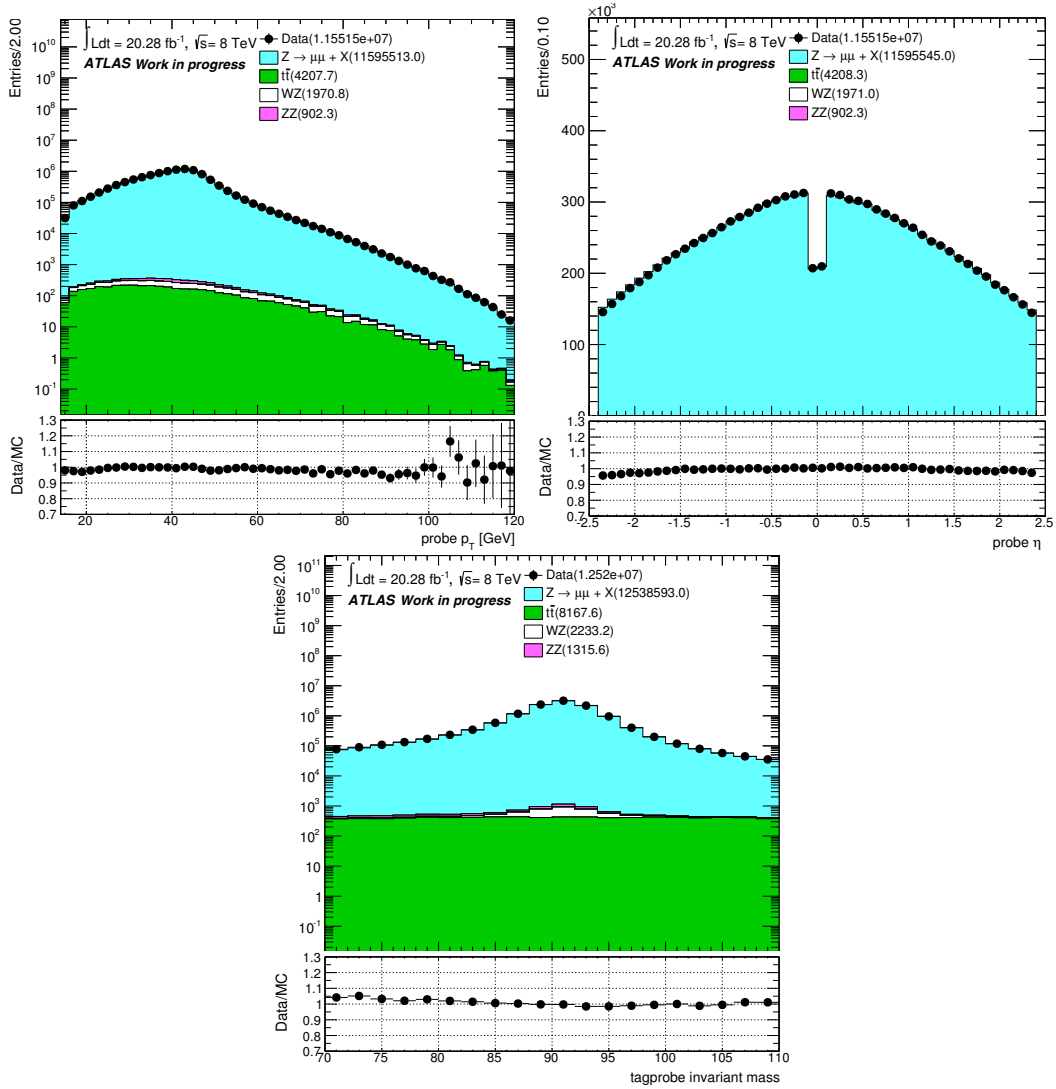 ∫Ldt = 20.28 fb⁻¹, √s= 8 TeV
ATLAS Work in progress
Data(1.15515e+07)
Z → μμ + X(11595513.0)
tt̄(4207.7)
WZ(1970.8)
ZZ(902.3)
Entries/2.00
10¹⁰
10⁹
10⁸
10⁷
10⁶
10⁵
10⁴
10³
10²
10
1
10⁻¹
Data/MC
1.3
1.2
1.1
1
0.9
0.8
0.7
20 40 60 80 100 120
probe p_T [GeV]
×10³
∫Ldt = 20.28 fb⁻¹, √s= 8 TeV
ATLAS Work in progress
Data(1.15515e+07)
Z → μμ + X(11595545.0)
tt̄(4208.3)
WZ(1971.0)
ZZ(902.3)
Entries/0.10
500
400
300
200
100
0
Data/MC
1.3
1.2
1.1
1
0.9
0.8
0.7
-2.5 -2 -1.5 -1 -0.5 0 0.5 1 1.5 2 2.5
probe η
∫Ldt = 20.28 fb⁻¹, √s= 8 TeV
ATLAS Work in progress
Data(1.252e+07)
Z → μμ + X(12538593.0)
tt̄(8167.6)
WZ(2233.2)
ZZ(1315.6)
Entries/2.00
10¹¹
10¹⁰
10⁹
10⁸
10⁷
10⁶
10⁵
10⁴
10³
10²
10
1
10⁻¹
Data/MC
1.3
1.2
1.1
1.0
0.9
0.8
0.7
70 75 80 85 90 95 100 105 110
tagprobe invariant mass